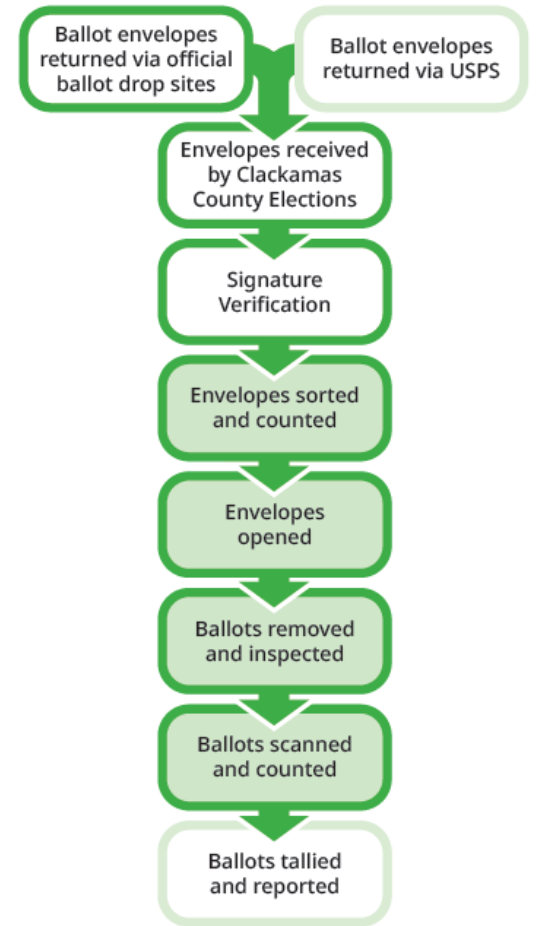 Ballot envelopes
returned via official
ballot drop sites
Ballot envelopes
returned via USPS
Envelopes received
by Clackamas
County Elections
Signature
Verification
Envelopes sorted
and counted
Envelopes
opened
Ballots removed
and inspected
Ballots scanned
and counted
Ballots tallied
and reported